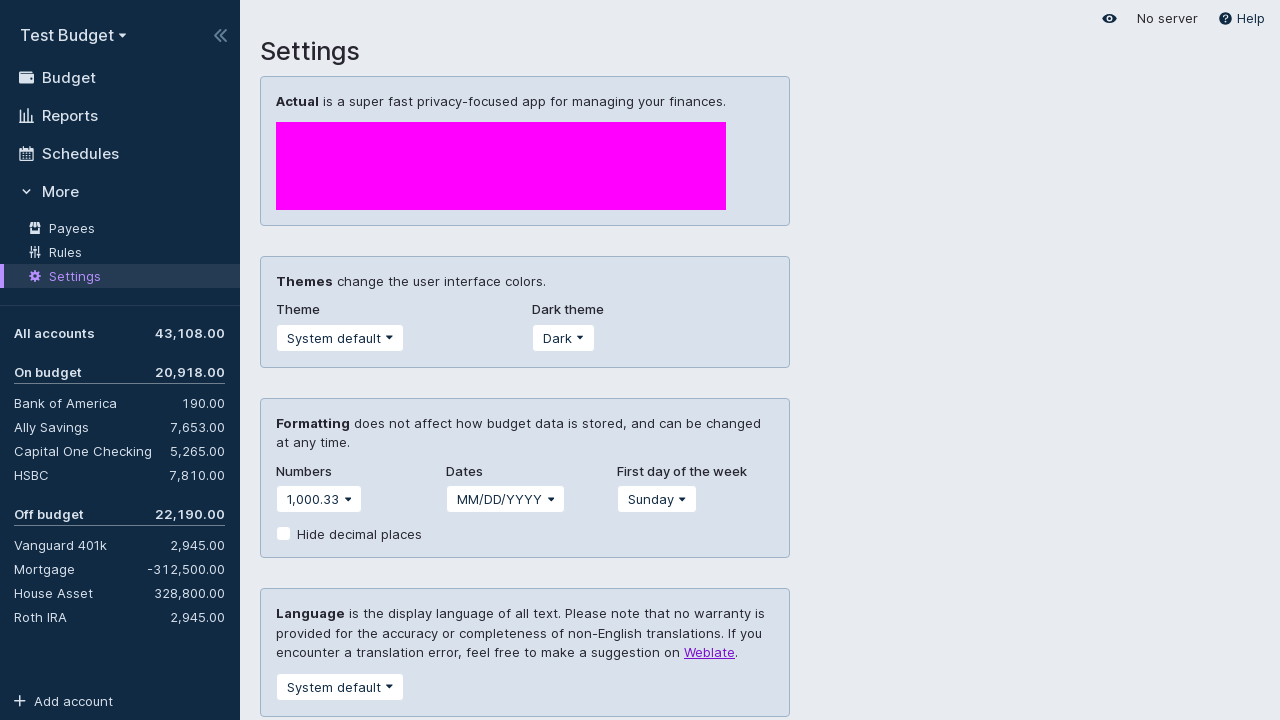 Test Budget
Budget
Reports
Schedules
More
Payees
Rules
Settings
All accounts 43,108.00
On budget 20,918.00
Bank of America 190.00
Ally Savings 7,653.00
Capital One Checking 5,265.00
HSBC 7,810.00
Off budget 22,190.00
Vanguard 401k 2,945.00
Mortgage -312,500.00
House Asset 328,800.00
Roth IRA 2,945.00
Add account
No server Help
Settings
Actual is a super fast privacy-focused app for managing your finances.
Themes change the user interface colors.
Theme Dark theme
System default Dark
Formatting does not affect how budget data is stored, and can be changed
at any time.
Numbers Dates First day of the week
1,000.33 MM/DD/YYYY Sunday
Hide decimal places
Language is the display language of all text. Please note that no warranty is
provided for the accuracy or completeness of non-English translations. If you
encounter a translation error, feel free to make a suggestion on Weblate.
System default